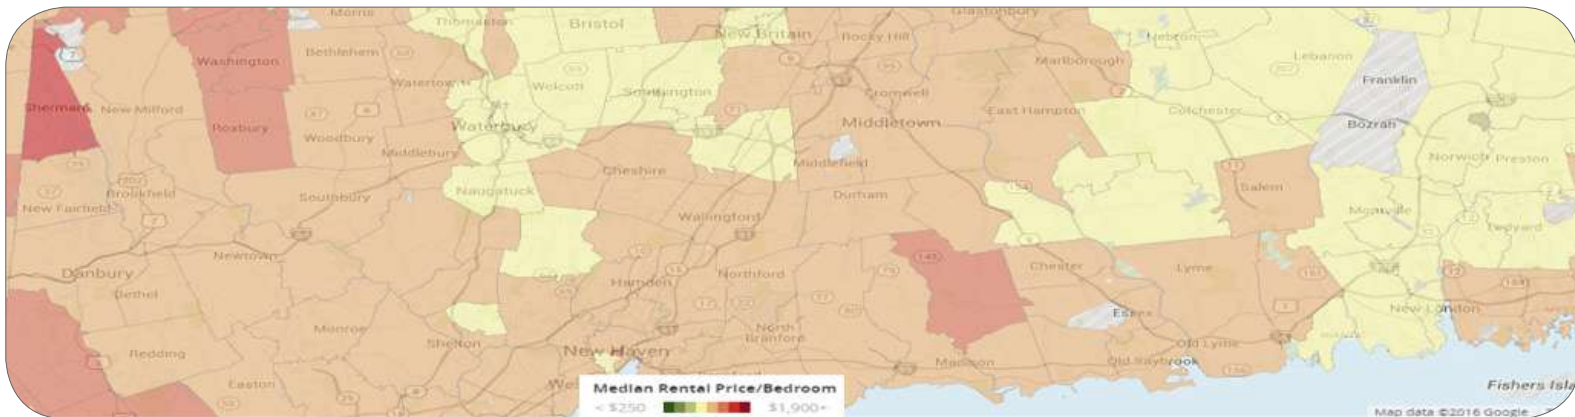 Morris
Thomaston
Bristol
Glastonbury
New Britain
Rocky Hill
Hebron
7
Washington
Bethlehem
Lebanon
Marlborough
Franklin
Watertown
Wolcott
Southington
Cromwell
Sherman
New Milford
East Hampton
Colchester
Roxbury
Woodbury
Waterbury
Middletown
Bozrah
Middlebury
Middlefield
Norwich
Preston
Cheshire
Salem
Brookfield
Southbury
Naugatuck
Durham
New Fairfield
Wallingford
Montville
Ledyard
Newtown
Danbury
Hamden
Northford
148
Chester
Lyme
Bethel
Essex
New London
Monroe
North
Branford
Shelton
Old Lyme
Redding
New Haven
Madison
Old Saybrook
Easton
Median Rental Price/Bedroom
< $250
$1,900+
Fishers Isla
Map data ©2016 Google